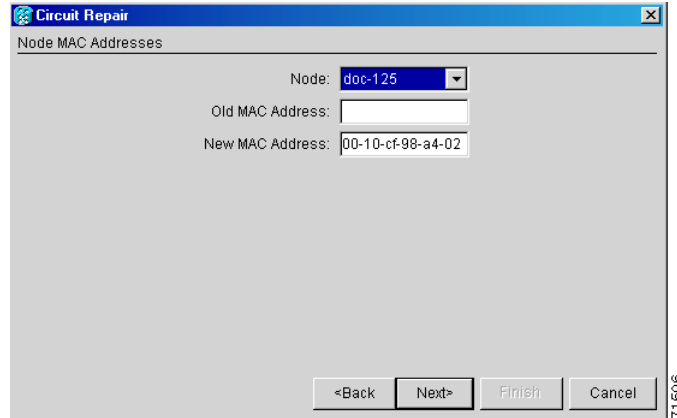 Circuit Repair
Node MAC Addresses
Node: doc-125
Old MAC Address:
New MAC Address: 00-10-cf-98-a4-02
<Back Next> Finish Cancel
71596